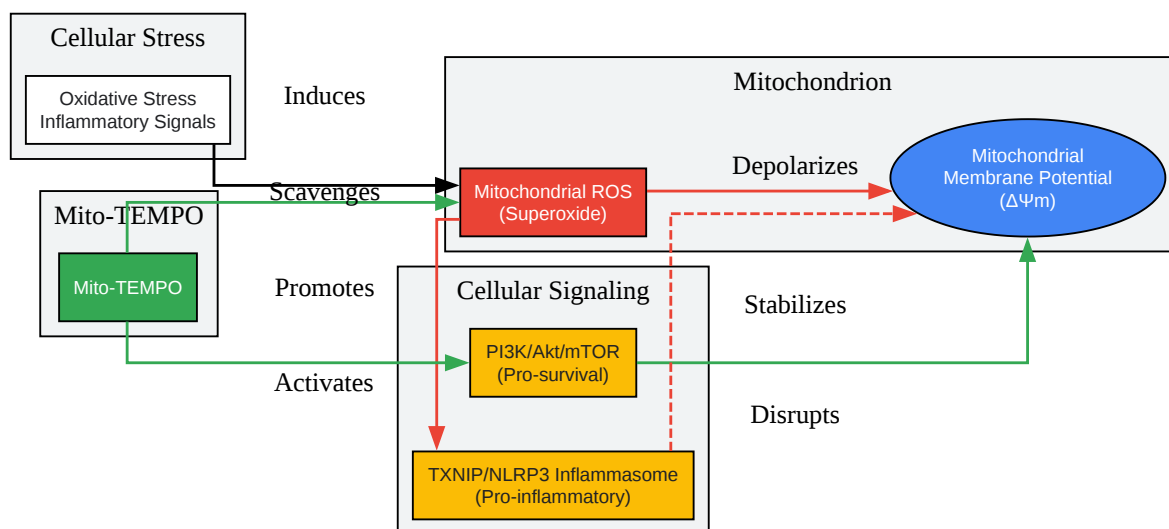 Cellular Stress
Oxidative Stress
Inflammatory Signals
Induces
Mitochondrion
Mitochondrial ROS
(Superoxide)
Depolarizes
Mitochondrial
Membrane Potential
(ΔΨm)
Scavenges
Mito-TEMPO
Mito-TEMPO
Promotes
Activates
Cellular Signaling
PI3K/Akt/mTOR
(Pro-survival)
TXNIP/NLRP3 Inflammasome
(Pro-inflammatory)
Stabilizes
Disrupts